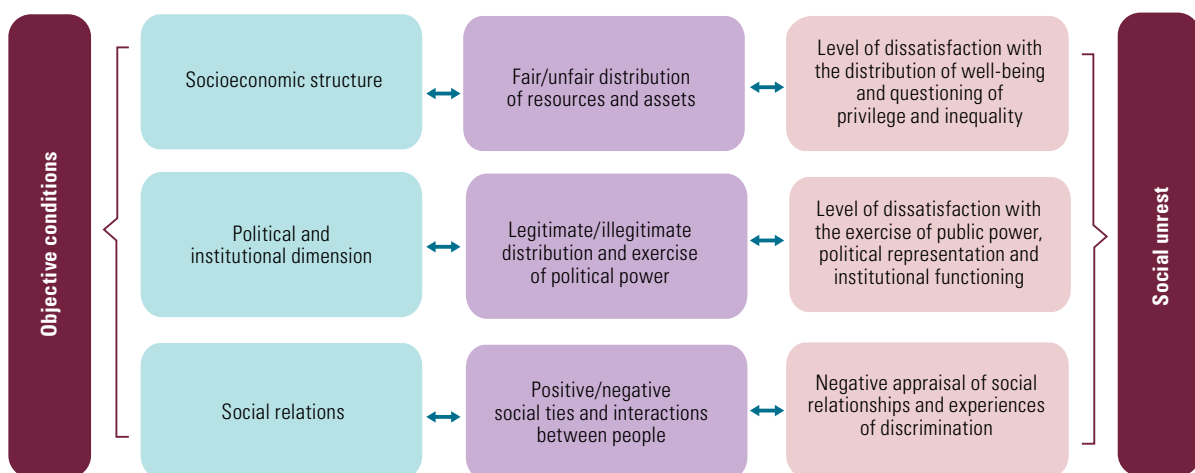 Objective conditions
Socioeconomic structure
Fair/unfair distribution
of resources and assets
Level of dissatisfaction with
the distribution of well-being
and questioning of
privilege and inequality
Political and
institutional dimension
Legitimate/illegitimate
distribution and exercise
of political power
Level of dissatisfaction with
the exercise of public power,
political representation and
institutional functioning
Social relations
Positive/negative
social ties and interactions
between people
Negative appraisal of social
relationships and experiences
of discrimination
Social unrest